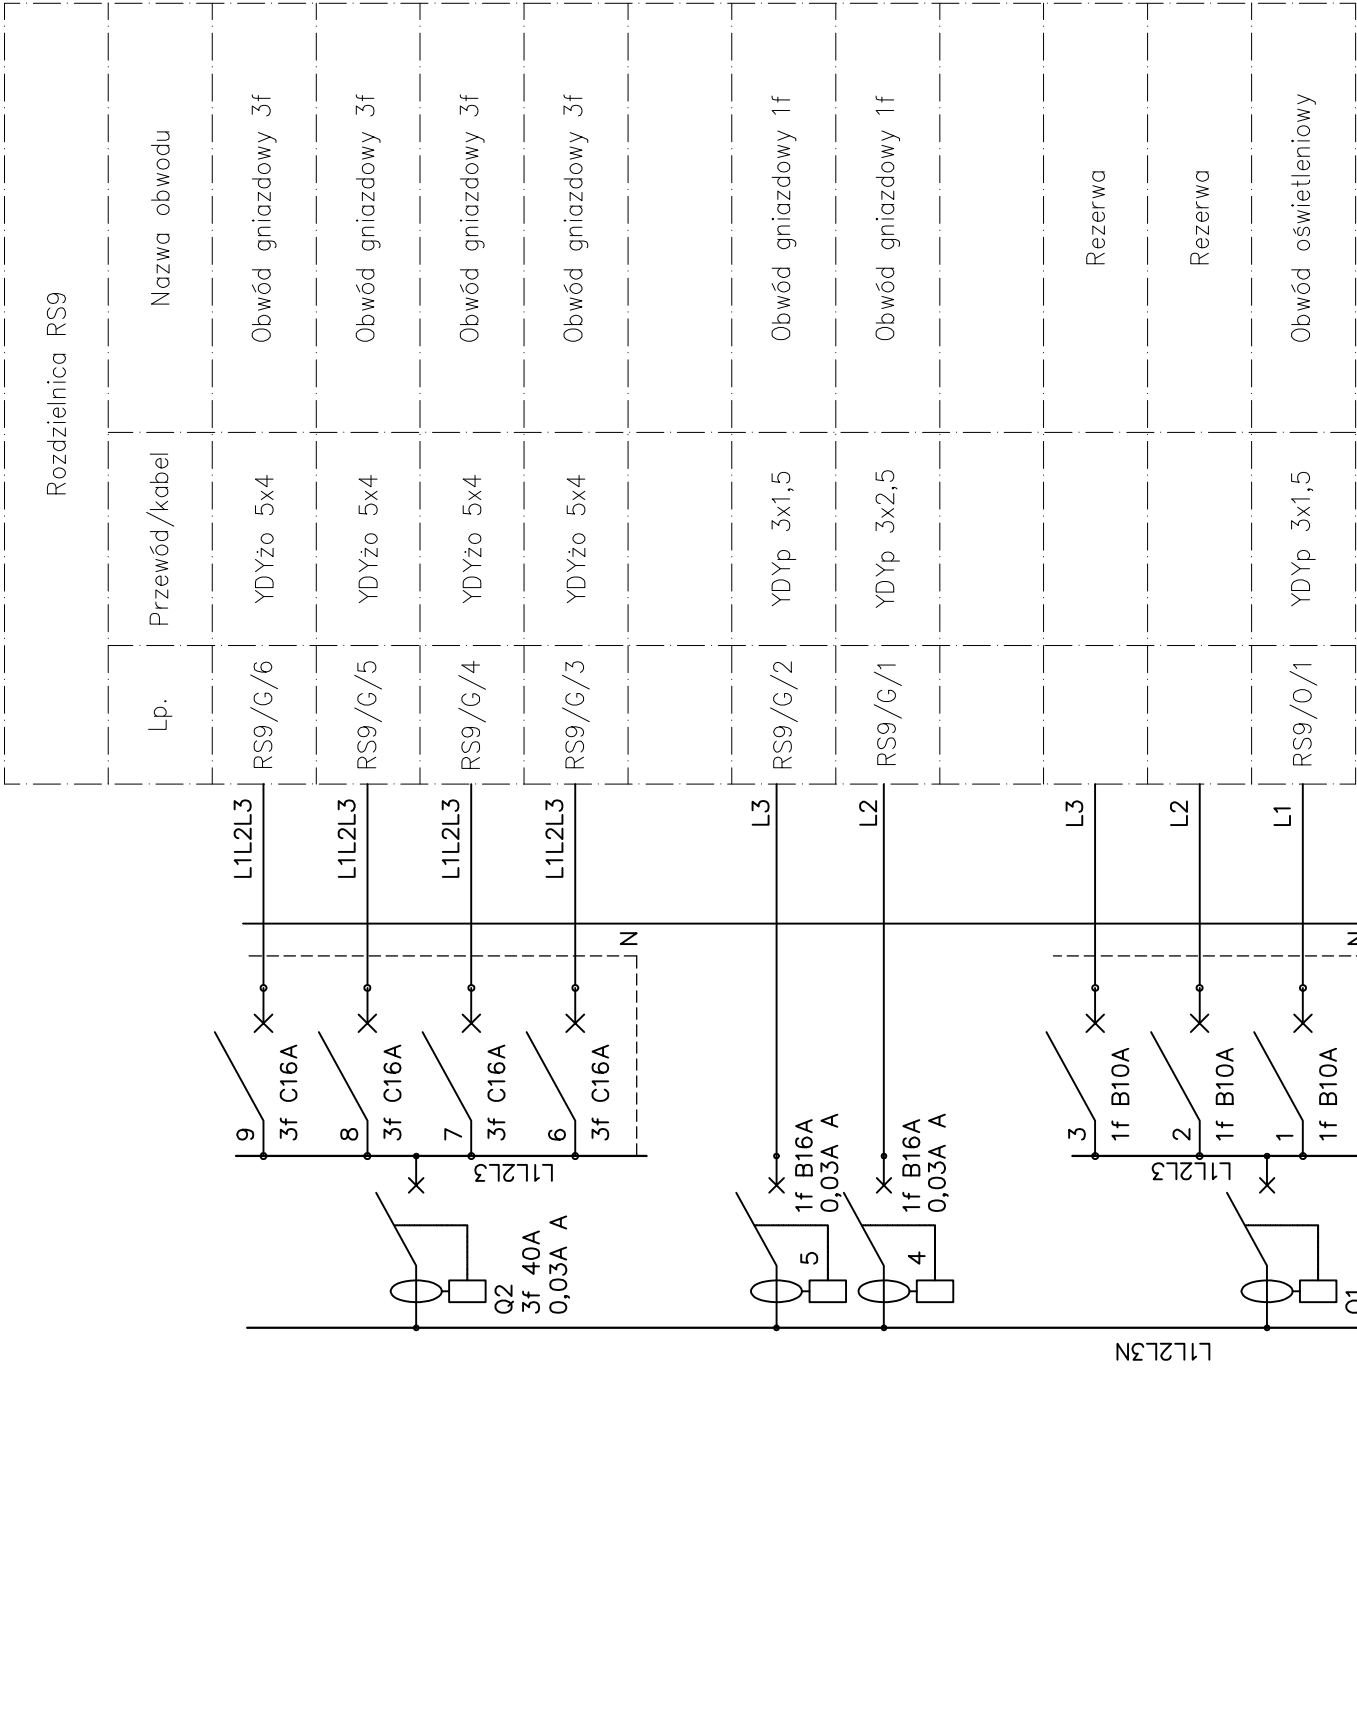 Rozdzielnica RS9
Lp. Przewód/kabel Nazwa obwodu
RS9/G/6 YDYżo 5x4 Obwód gniazdowy 3f
RS9/G/5 YDYżo 5x4 Obwód gniazdowy 3f
RS9/G/4 YDYżo 5x4 Obwód gniazdowy 3f
RS9/G/3 YDYżo 5x4 Obwód gniazdowy 3f
RS9/G/2 YDYp 3x1,5 Obwód gniazdowy 1f
RS9/G/1 YDYp 3x2,5 Obwód gniazdowy 1f
Rezerwa
Rezerwa
RS9/O/1 YDYp 3x1,5 Obwód oświetleniowy
L1L2L3
L1L2L3
L1L2L3
L1L2L3
L3
L2
L3
L2
L1
N
N
9
3f C16A
8
3f C16A
7
3f C16A
6
3f C16A
L1L2L3
Q2
3f 40A
0,03A A
5
1f B16A
0,03A A
4
1f B16A
0,03A A
3
1f B10A
2
1f B10A
1
1f B10A
L1L2L3
Q1
L1L2L3N